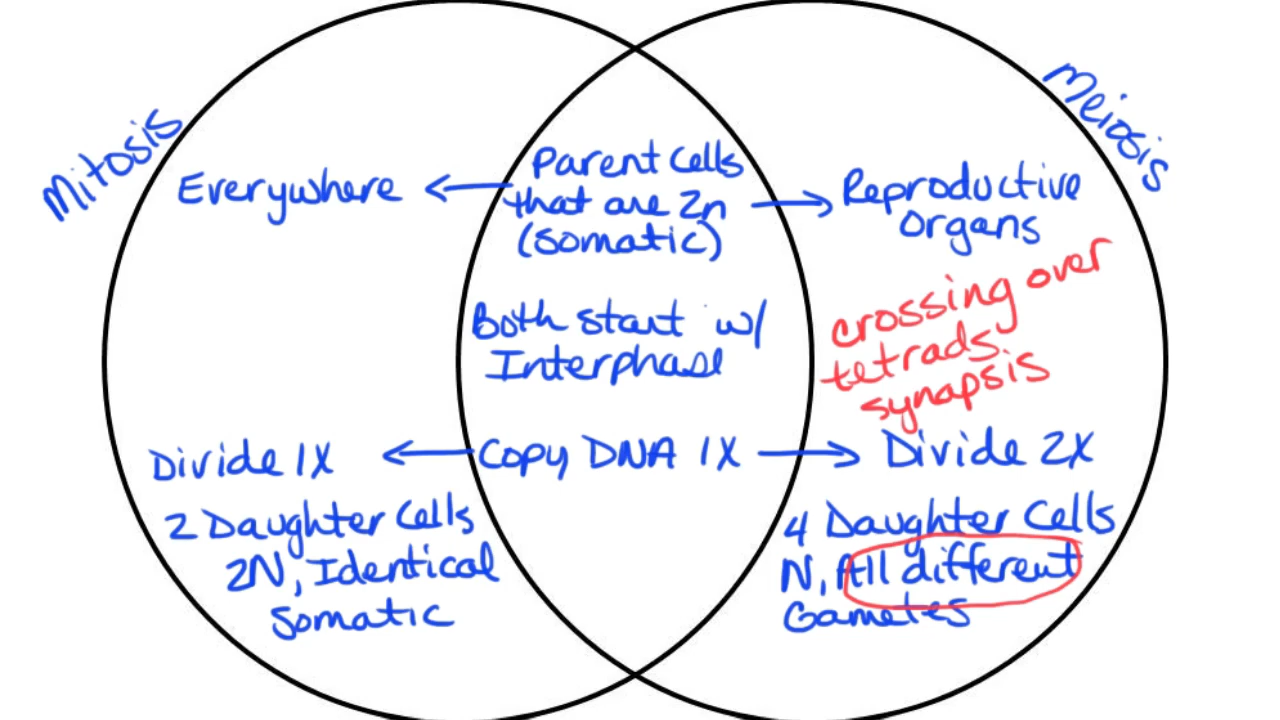 Mitosis
Meiosis
Everywhere
Parent Cells
that are 2n
(somatic)
Reproductive
Organs
Both start w/
Interphase
crossing over
tetrads
synapsis
Divide 1X
Copy DNA 1X
Divide 2X
2 Daughter Cells
2N, Identical
Somatic
4 Daughter Cells
N, All different
Gametes